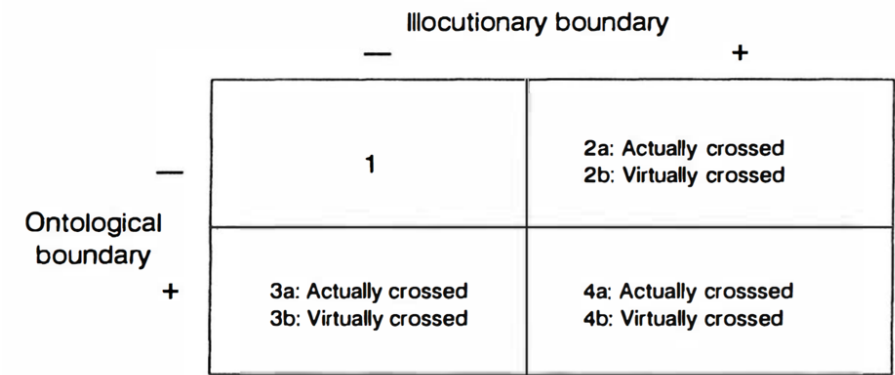 Illocutionary boundary
— +
1
2a: Actually crossed
2b: Virtually crossed
—
Ontological
boundary
+
3a: Actually crossed
3b: Virtually crossed
4a: Actually crosssed
4b: Virtually crossed